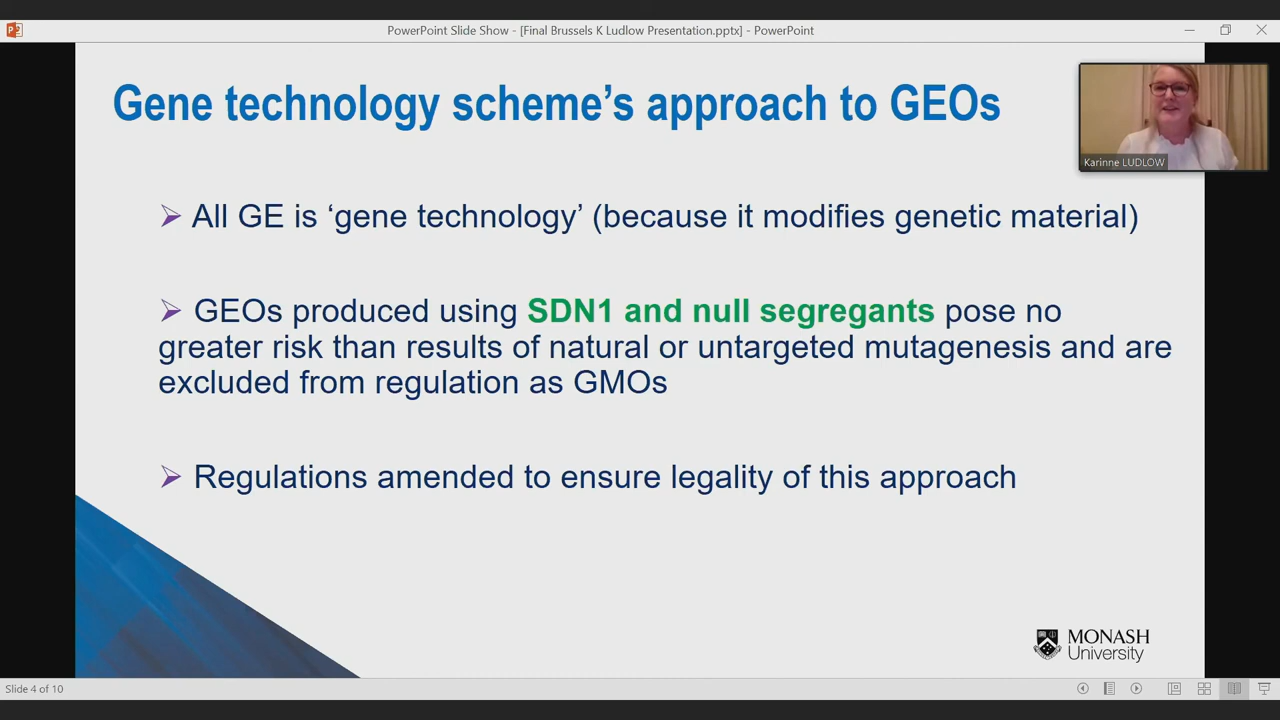 PowerPoint Slide Show - [Final Brussels K Ludlow Presentation.pptx] - PowerPoint
Gene technology scheme’s approach to GEOs
Karinne LUDLOW
All GE is ‘gene technology’ (because it modifies genetic material)
GEOs produced using SDN1 and null segregants pose no
greater risk than results of natural or untargeted mutagenesis and are
excluded from regulation as GMOs
Regulations amended to ensure legality of this approach
MONASH
University
Slide 4 of 10